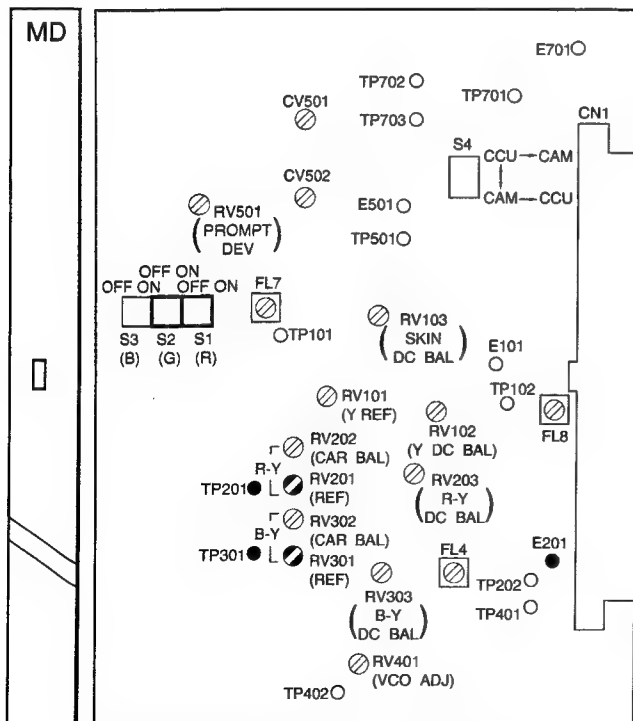 MD
E701
TP702
TP701
CV501
TP703
CN1
S4
CCU → CAM
CAM → CCU
CV502
RV501
(PROMPT
DEV)
E501
TP501
OFF ON
OFF ON OFF ON
FL7
S3 S2 S1
(B) (G) (R)
TP101
RV103
(SKIN
DC BAL)
E101
TP102
FL8
RV101
(Y REF)
RV102
(Y DC BAL)
RV202
(CAR BAL)
R-Y
TP201
RV201
(REF)
RV203
(R-Y
DC BAL)
RV302
(CAR BAL)
B-Y
TP301
RV301
(REF)
FL4
E201
TP202
TP401
RV303
(B-Y
DC BAL)
RV401
(VCO ADJ)
TP402